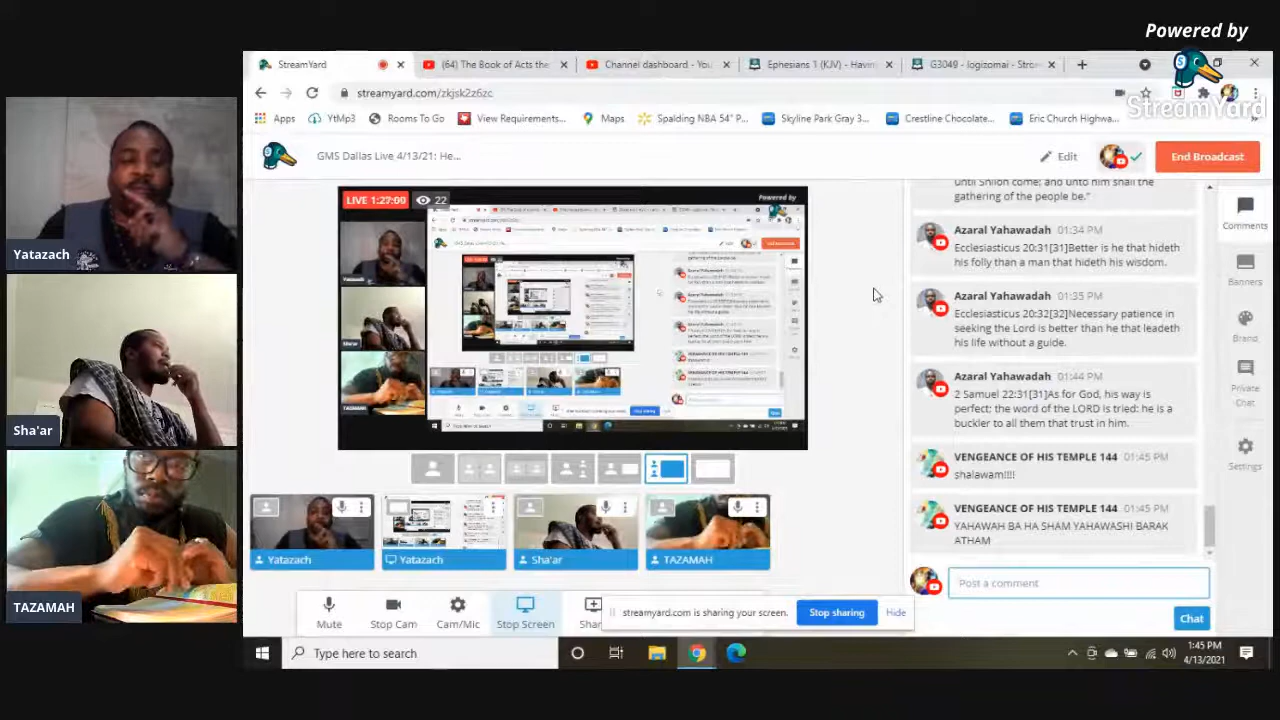 Powered by
StreamYard
StreamYard
(64) The Book of Acts the
Channel dashboard - You
Ephesians 1 (KJV) - Havin
G3049 - logizomai - Stron
streamyard.com/zkjsk2z6zc
Apps
YtMp3
Rooms To Go
View Requirements...
Maps
Spalding NBA 54" P...
Skyline Park Gray 3...
Crestline Chocolate...
Eric Church Highwa...
GMS Dallas Live 4/13/21: He...
Edit
End Broadcast
LIVE 1:27:00
22
Powered by
Yatazach
Sha'ar
TAZAMAH
until Shiloh come; and unto him shall the
gathering of the people be."
Azaral Yahawadah 01:34 PM
Ecclesiasticus 20:31[31]Better is he that hideth
his folly than a man that hideth his wisdom.
Azaral Yahawadah 01:35 PM
Ecclesiasticus 20:32[32]Necessary patience in
seeking the Lord is better than he that leadeth
his life without a guide.
Azaral Yahawadah 01:44 PM
2 Samuel 22:31[31]As for God, his way is
perfect; the word of the LORD is tried: he is a
buckler to all them that trust in him.
VENGEANCE OF HIS TEMPLE 144 01:45 PM
shalawam!!!!
VENGEANCE OF HIS TEMPLE 144 01:45 PM
YAHAWAH BA HA SHAM YAHAWASHI BARAK
ATHAM
Post a comment
Chat
Comments
Banners
Brand
Private
Chat
Settings
Yatazach
Yatazach
Sha'ar
TAZAMAH
Mute
Stop Cam
Cam/Mic
Stop Screen
Shar
streamyard.com is sharing your screen.
Stop sharing
Hide
Type here to search
1:45 PM
4/13/2021